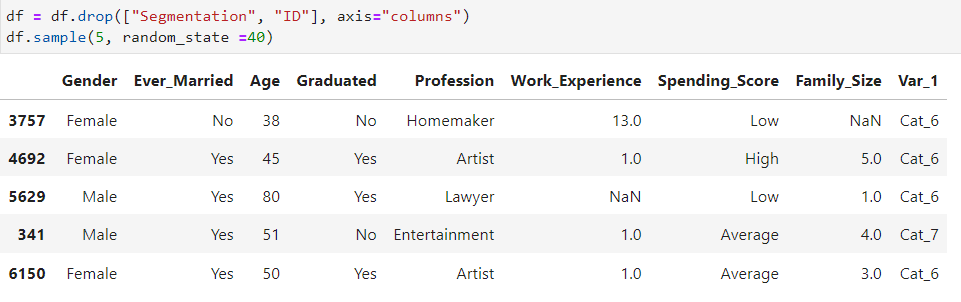 df = df.drop(["Segmentation", "ID"], axis="columns")
df.sample(5, random_state =40)
Gender Ever_Married Age Graduated Profession Work_Experience Spending_Score Family_Size Var_1
3757 Female No 38 No Homemaker 13.0 Low NaN Cat_6
4692 Female Yes 45 Yes Artist 1.0 High 5.0 Cat_6
5629 Male Yes 80 Yes Lawyer NaN Low 1.0 Cat_6
341 Male Yes 51 No Entertainment 1.0 Average 4.0 Cat_7
6150 Female Yes 50 Yes Artist 1.0 Average 3.0 Cat_6